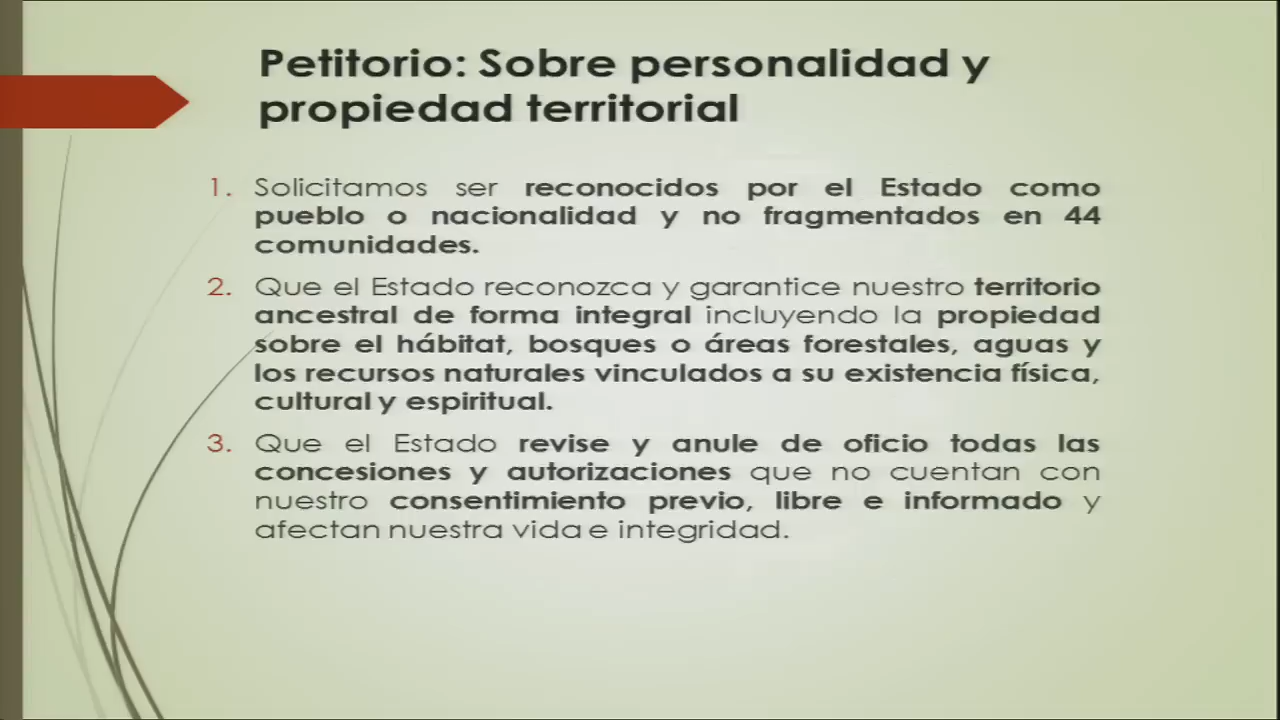 Petitorio: Sobre personalidad y
propiedad territorial
1. Solicitamos ser reconocidos por el Estado como
pueblo o nacionalidad y no fragmentados en 44
comunidades.
2. Que el Estado reconozca y garantice nuestro territorio
ancestral de forma integral incluyendo la propiedad
sobre el hábitat, bosques o áreas forestales, aguas y
los recursos naturales vinculados a su existencia física,
cultural y espiritual.
3. Que el Estado revise y anule de oficio todas las
concesiones y autorizaciones que no cuentan con
nuestro consentimiento previo, libre e informado y
afectan nuestra vida e integridad.